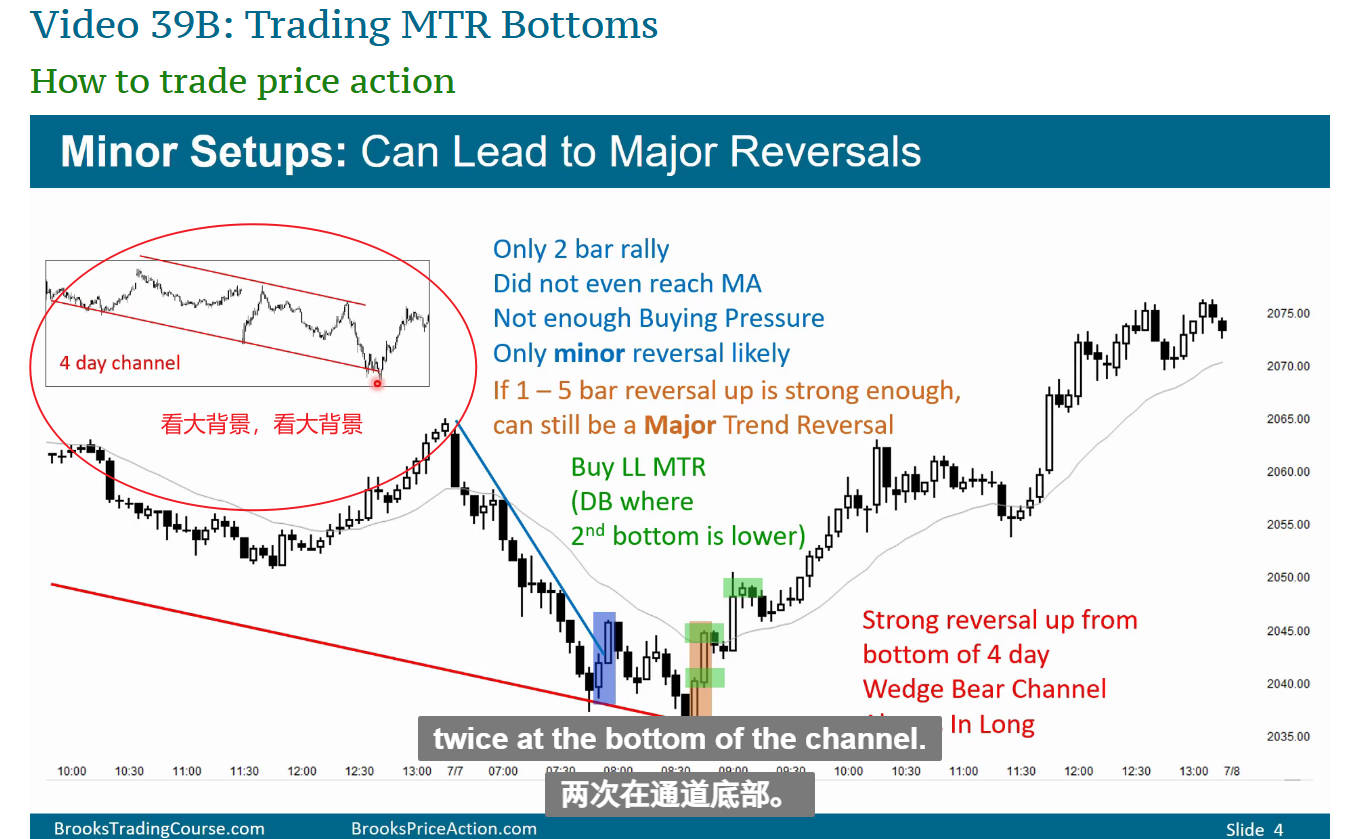 Video 39B: Trading MTR Bottoms
How to trade price action
Minor Setups: Can Lead to Major Reversals
4 day channel
看大背景，看大背景
Only 2 bar rally
Did not even reach MA
Not enough Buying Pressure
Only minor reversal likely
If 1 – 5 bar reversal up is strong enough,
can still be a Major Trend Reversal
Buy LL MTR
(DB where
2nd bottom is lower)
Strong reversal up from
bottom of 4 day
Wedge Bear Channel
In Long
2075.00
2070.00
2065.00
2060.00
2055.00
2050.00
2045.00
2040.00
2035.00
twice at the bottom of the channel.
10:00 10:30 11:00 11:30 12:00 12:30 13:00 7/7 07:00 07:30 08:00 08:30 09:00 09:30 10:00 10:30 11:00 11:30 12:00 12:30 13:00 7/8
两次在通道底部。
BrooksTradingCourse.com BrooksPriceAction.com Slide 4